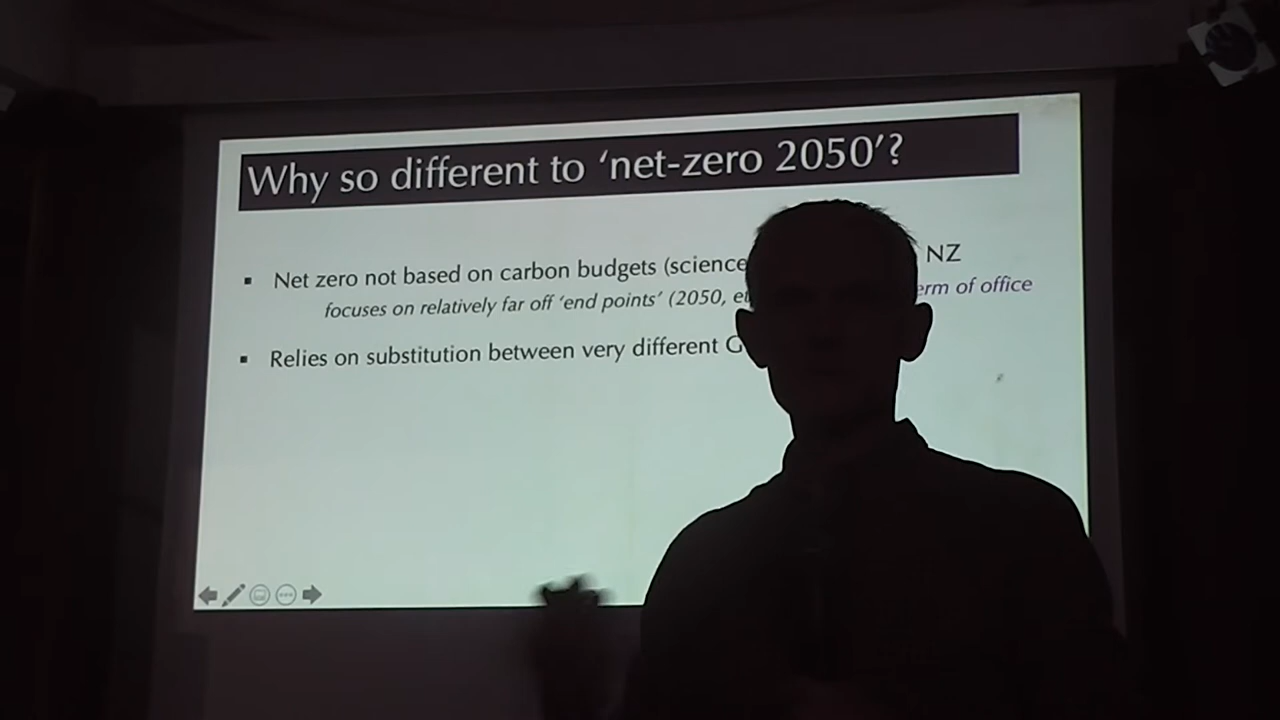 Why so different to ‘net-zero 2050’?
▪ Net zero not based on carbon budgets (science NZ
focuses on relatively far off ‘end points’ (2050, of office
▪ Relies on substitution between very different